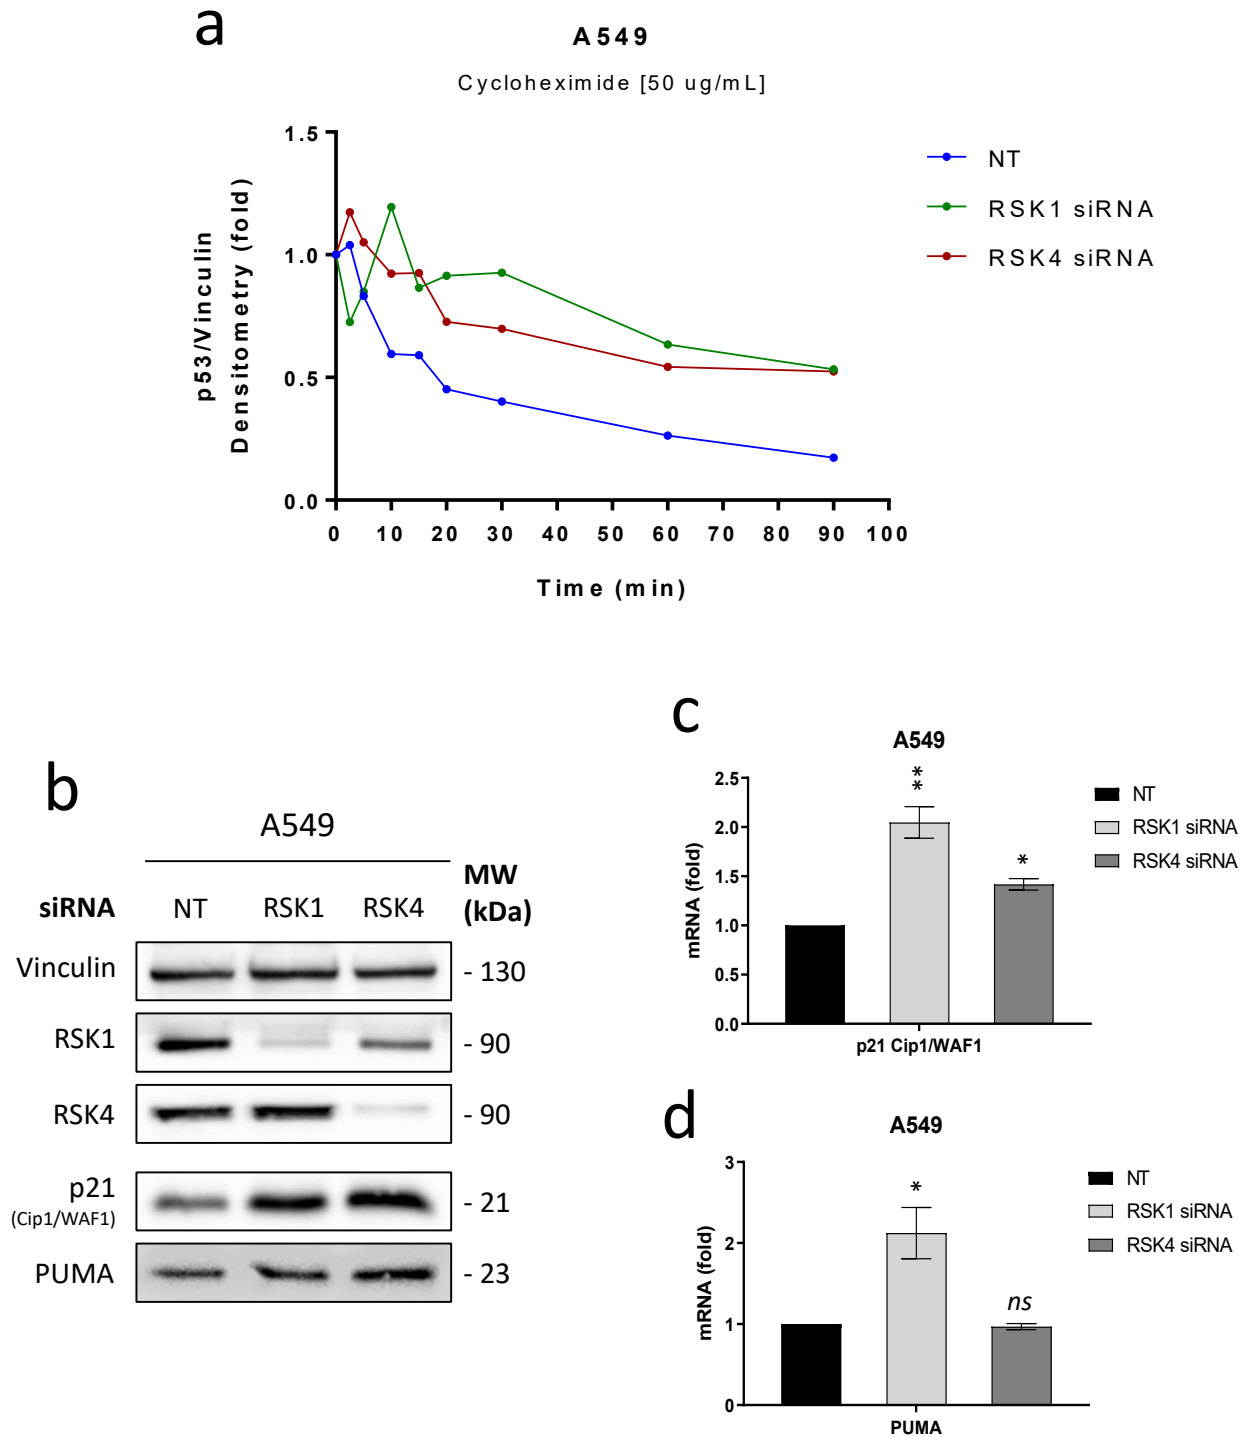 a
A549
Cycloheximide [50 ug/mL]
p53/Vinculin
Densitometry (fold)
1.5
1.0
0.5
0.0
0 10 20 30 40 50 60 70 80 90 100
Time (min)
NT
RSK1 siRNA
RSK4 siRNA
b
A549
siRNA NT RSK1 RSK4 MW
(kDa)
Vinculin - 130
RSK1 - 90
RSK4 - 90
p21 - 21
(Cip1/WAF1)
PUMA - 23
c
A549
mRNA (fold)
2.5
2.0
1.5
1.0
0.5
0.0
**
*
p21 Cip1/WAF1
NT
RSK1 siRNA
RSK4 siRNA
d
A549
mRNA (fold)
3
2
1
0
*
ns
PUMA
NT
RSK1 siRNA
RSK4 siRNA